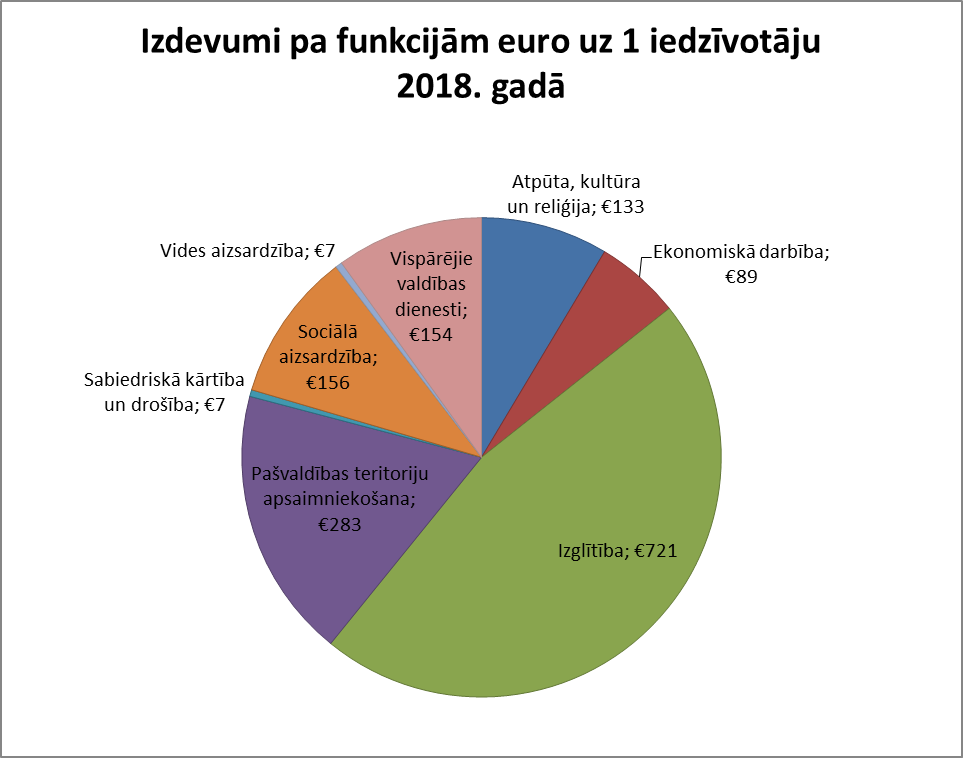 Izdevumi pa funkcijām euro uz 1 iedzīvotāju
2018. gadā
Atpūta, kultūra
un reliģija; €133
Ekonomiskā darbība;
€89
Izglītība; €721
Pašvaldības teritoriju
apsaimniekošana;
€283
Sabiedriskā kārtība
un drošība; €7
Sociālā
aizsardzība;
€156
Vides aizsardzība; €7
Vispārējie
valdības
dienesti;
€154